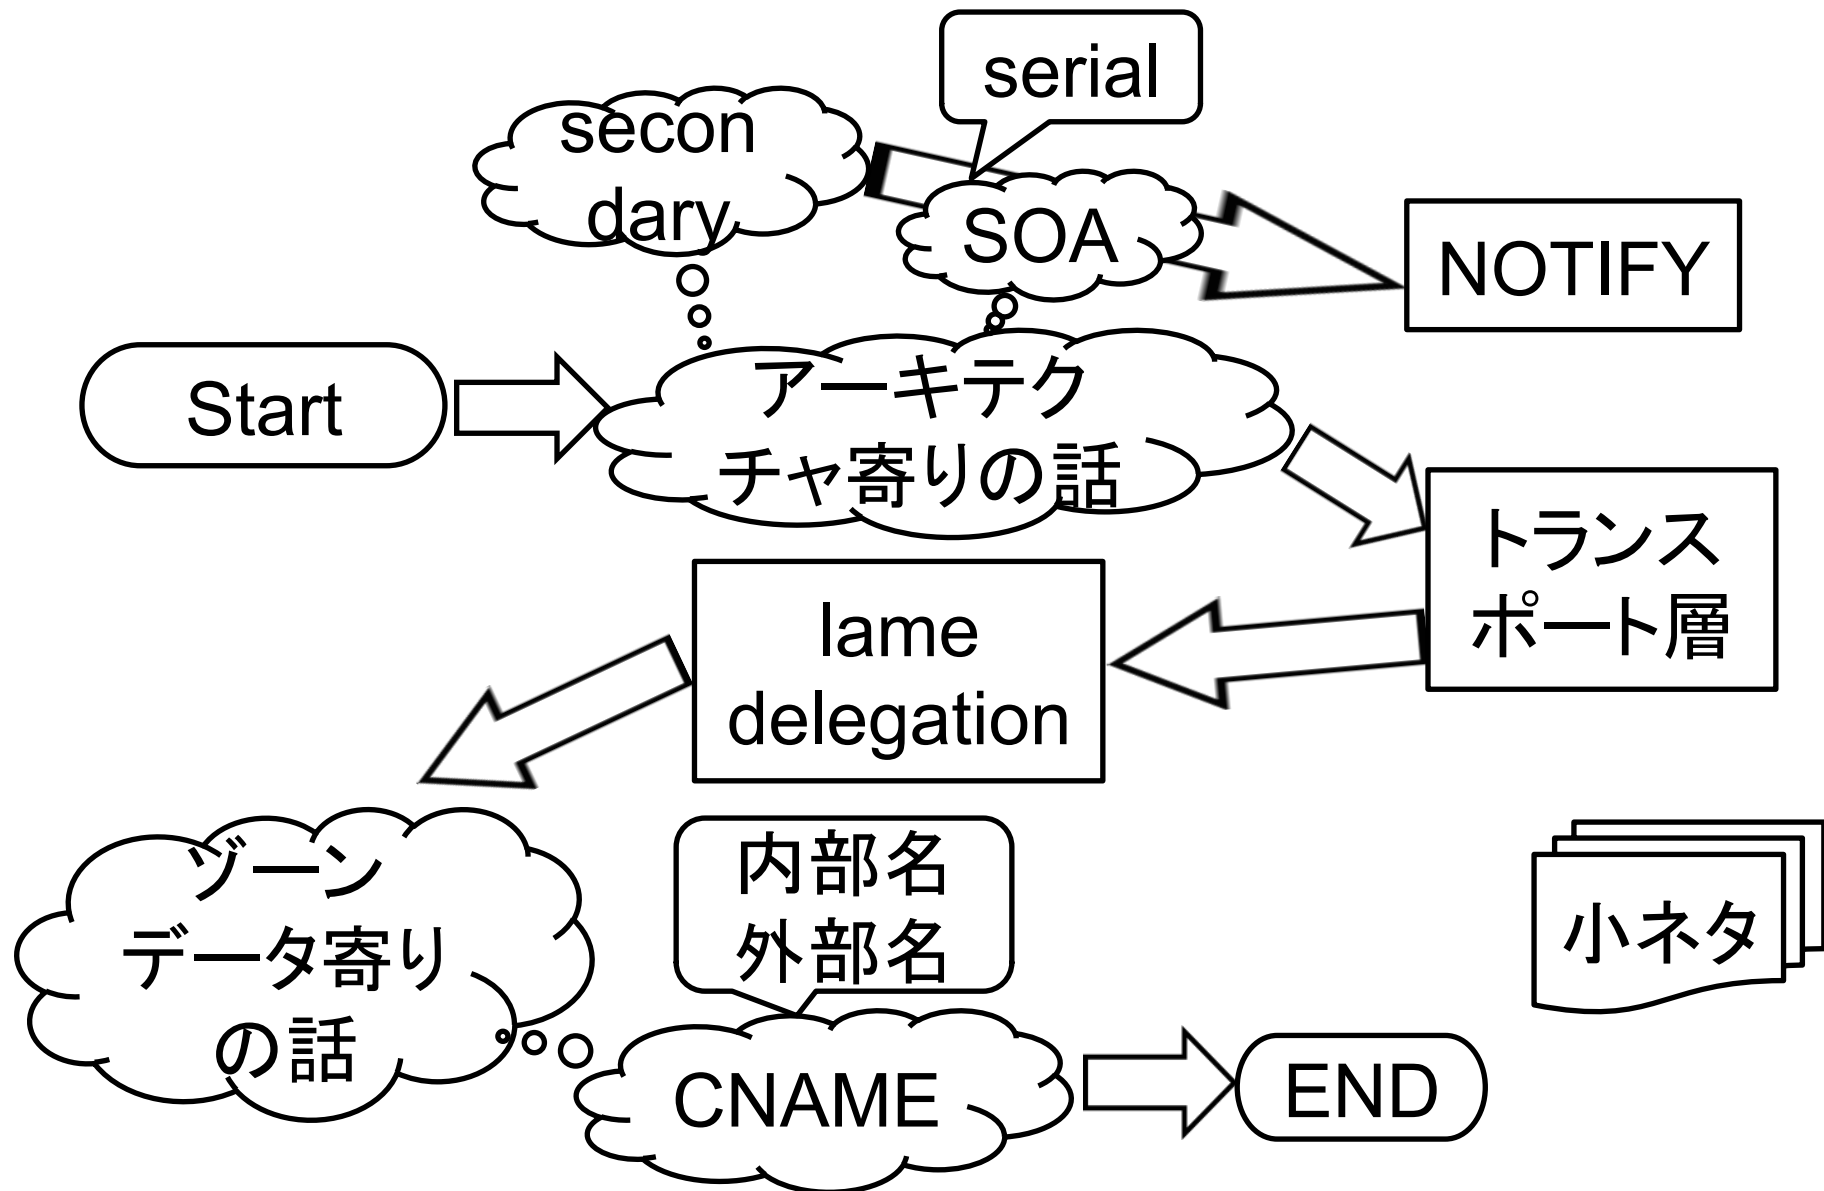 serial
secon
dary
SOA
NOTIFY
Start
アーキテク
チャ寄りの話
トランス
ポート層
lame
delegation
ゾーン
データ寄り
の話
内部名
外部名
小ネタ
CNAME
END